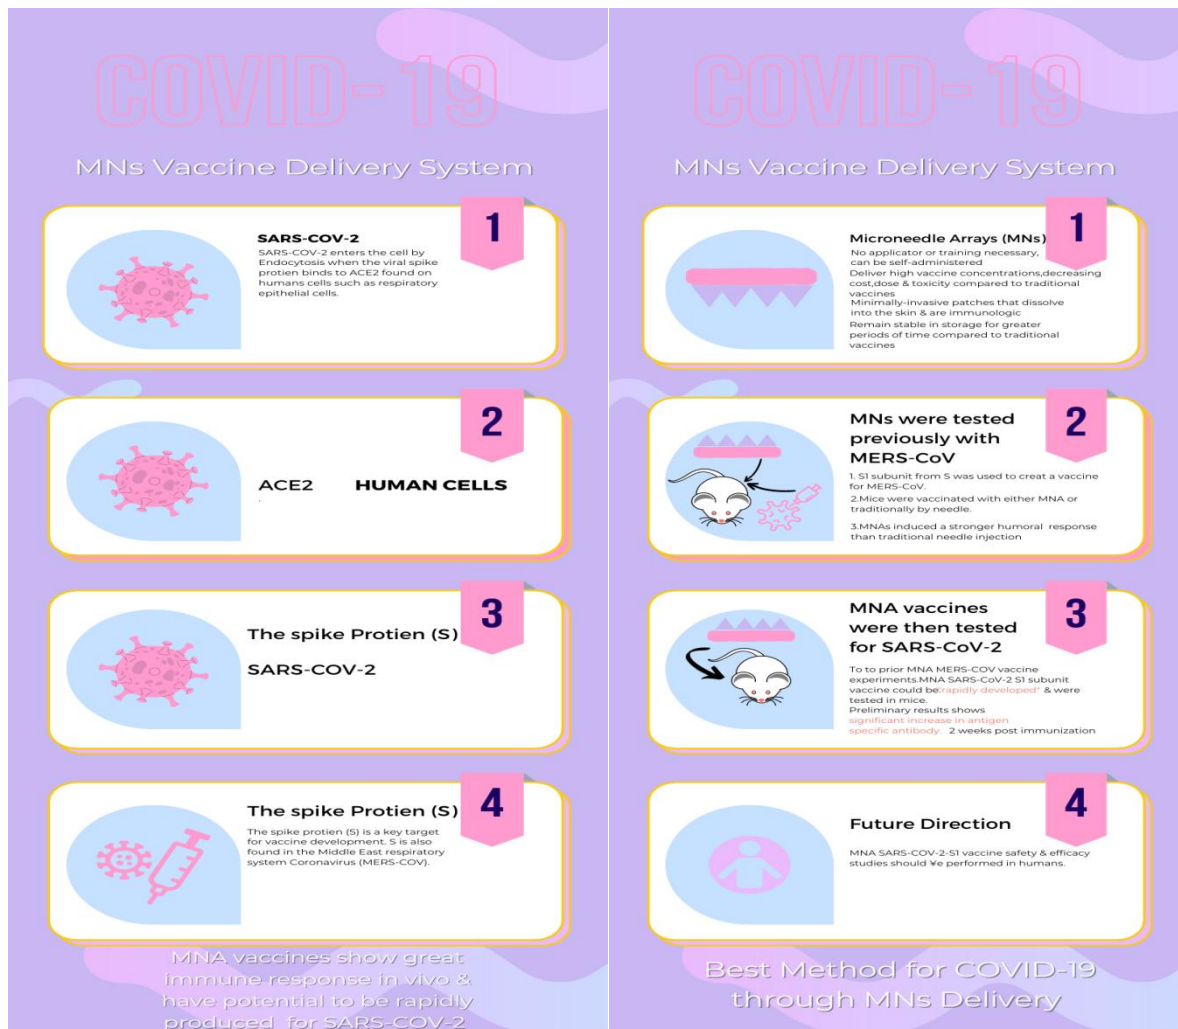 COVID-19
MNs Vaccine Delivery System
1
SARS-COV-2
SARS-COV-2 enters the cell by
Endocytosis when the viral spike
protien binds to ACE2 found on
humans cells such as respiratory
epithelial cells.
2
ACE2 HUMAN CELLS
.
3
The spike Protien (S)
SARS-COV-2
4
The spike Protien (S)
The spike protien (S) is a key target
for vaccine development. S is also
found in the Middle East respiratory
system Coronavirus (MERS-COV).
MNA vaccines show great
immune response in vivo &
have potential to be rapidly
produced for SARS-COV-2
COVID-19
MNs Vaccine Delivery System
1
Microneedle Arrays (MNs)
No applicator or training necessary,
can be self-administered
Deliver high vaccine concentrations,decreasing
cost,dose & toxicity compared to traditional
vaccines
Minimally-invasive patches that dissolve
into the skin & are immunologic
Remain stable in storage for greater
periods of time compared to traditional
vaccines
2
MNs were tested
previously with
MERS-CoV
1. S1 subunit from S was used to creat a vaccine
for MERS-CoV.
2.Mice were vaccinated with either MNA or
traditionally by needle.
3.MNAs induced a stronger humoral response
than traditional needle injection
3
MNA vaccines
were then tested
for SARS-CoV-2
To to prior MNA MERS-COV vaccine
experiments.MNA SARS-CoV-2 S1 subunit
vaccine could be"rapidly developed" & were
tested in mice.
Preliminary results shows
significant increase in antigen
specific antibody. 2 weeks post immunization
4
Future Direction
MNA SARS-COV-2-S1 vaccine safety & efficacy
studies should ¥e performed in humans.
Best Method for COVID-19
through MNs Delivery